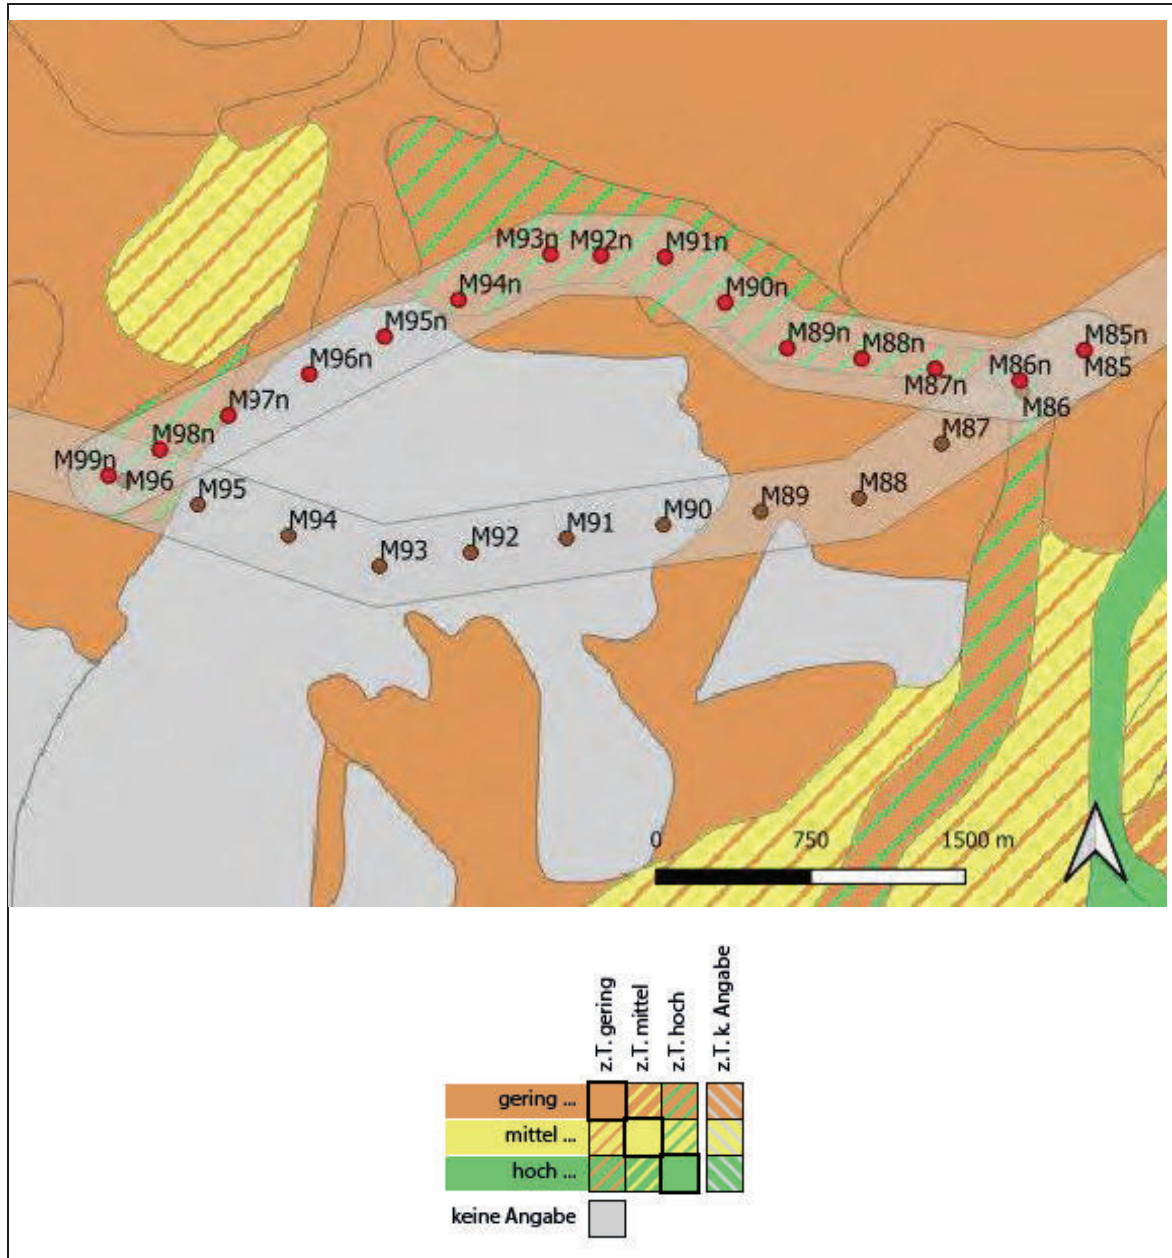 M93n
M92n
M91n
M94n
M90n
M95n
M89n
M88n
M85n
M85
M96n
M87n
M86n
M86
M97n
M98n
M87
M99n
M96
M95
M89
M88
M94
M92
M91
M90
M93
0 750 1500 m
z.T. gering
z.T. mittel
z.T. hoch
z.T. k. Angabe
gering ...
mittel ...
hoch ...
keine Angabe